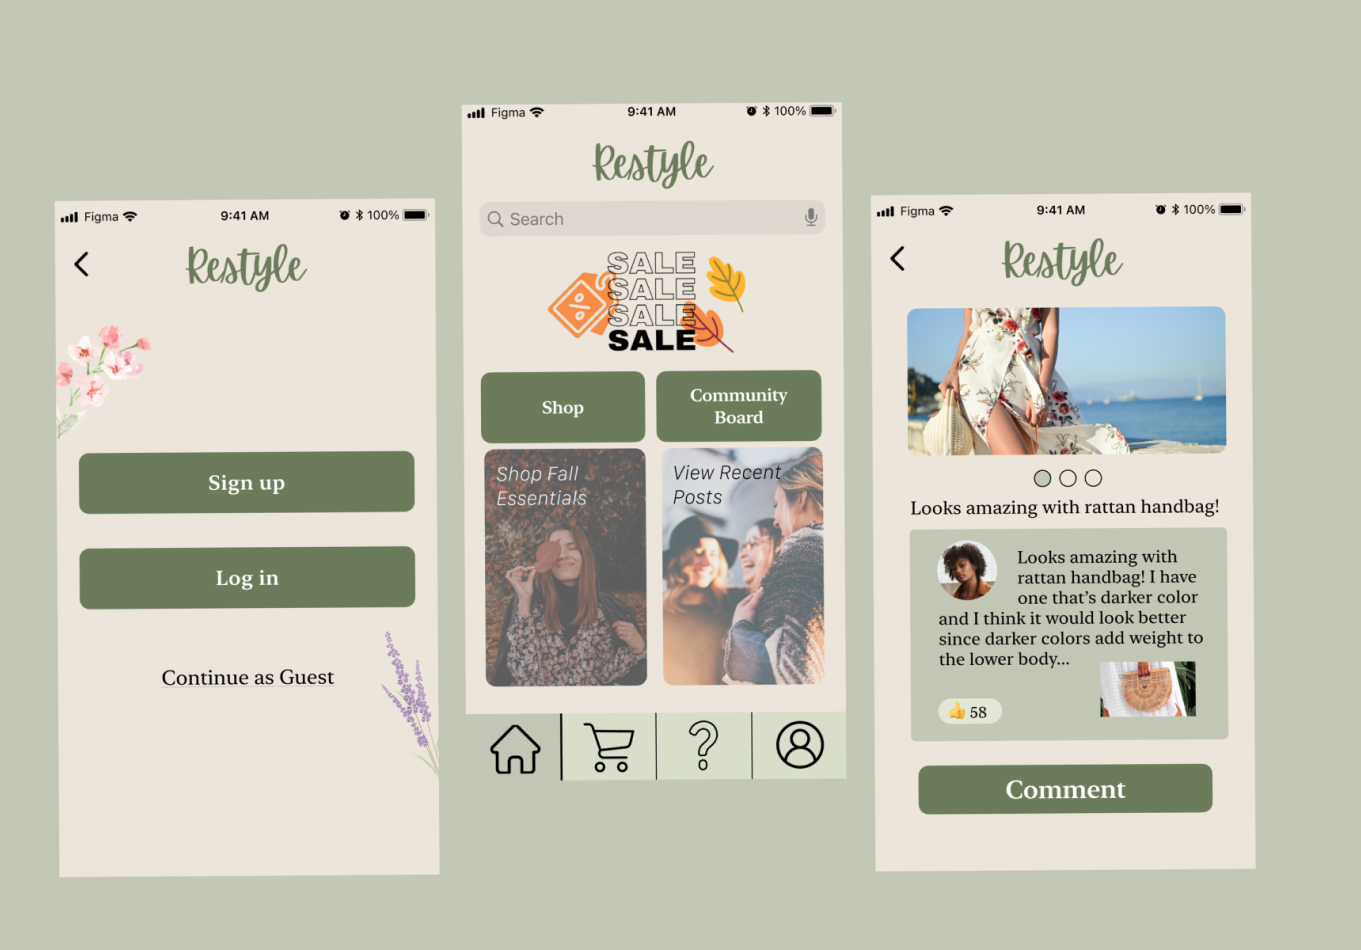 Figma 9:41 AM 100%
Restyle
Sign up
Log in
Continue as Guest
Figma 9:41 AM 100%
Restyle
Search
SALE
SALE
SALE
SALE
Shop
Community
Board
Shop Fall
Essentials
View Recent
Posts
Figma 9:41 AM 100%
Restyle
Looks amazing with rattan handbag!
Looks amazing with
rattan handbag! I have
one that’s darker color
and I think it would look better
since darker colors add weight to
the lower body...
58
Comment